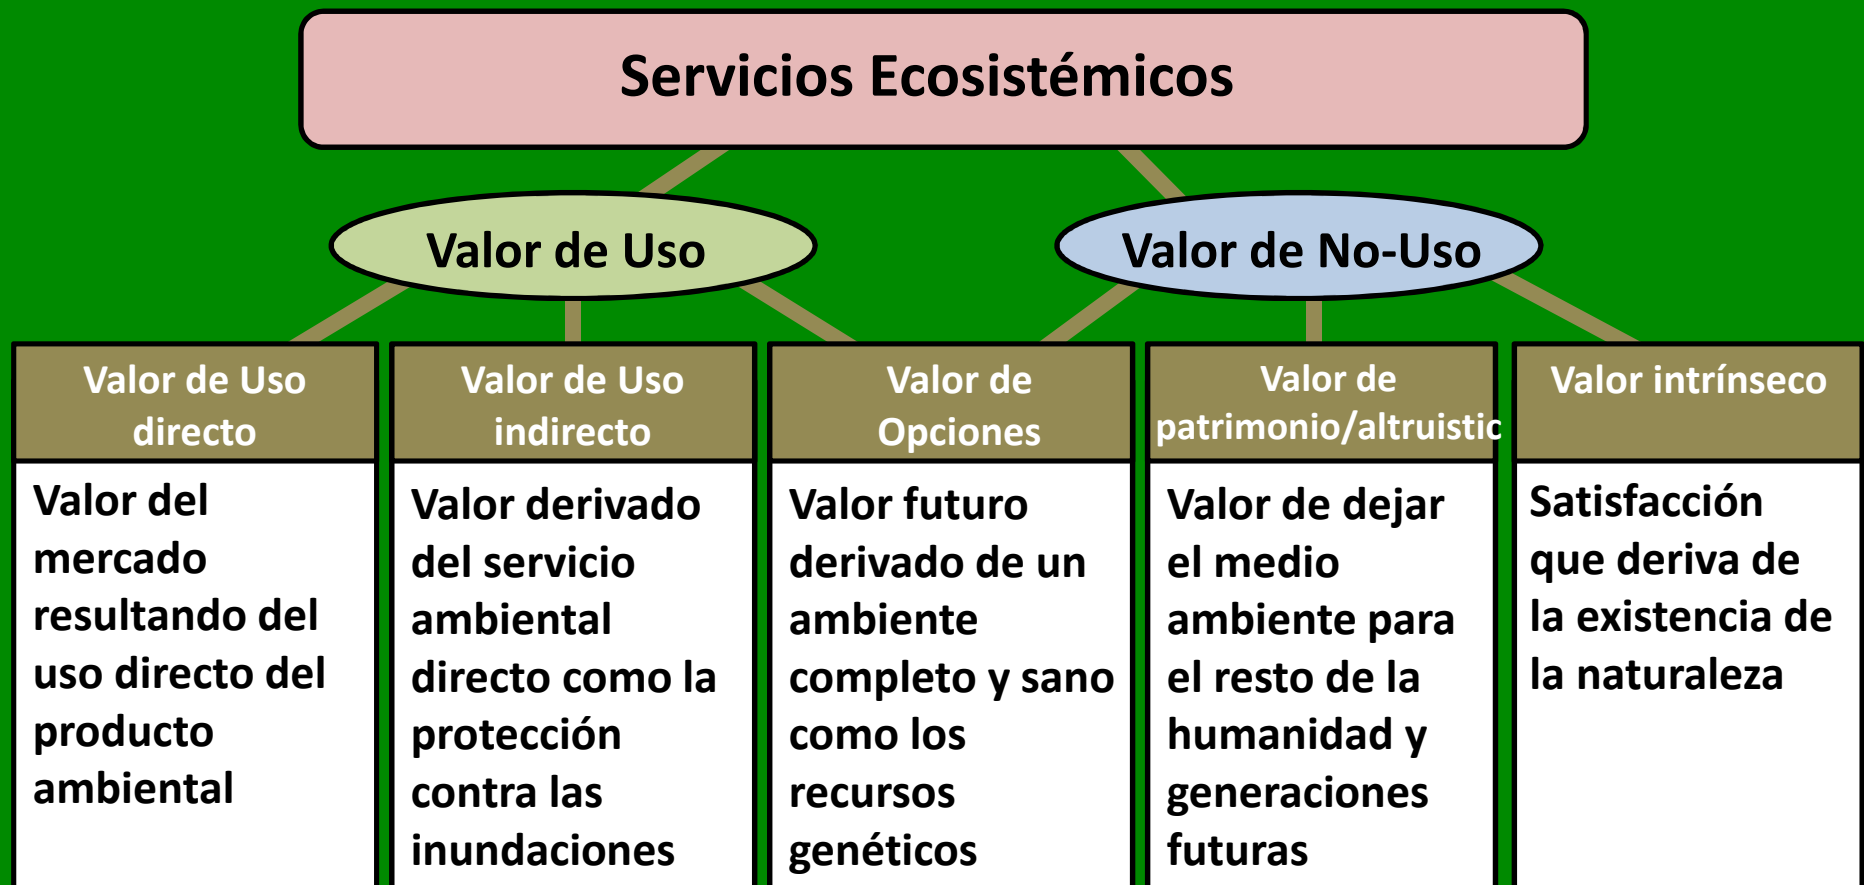 Servicios Ecosistémicos
Valor de Uso
Valor de No-Uso
Valor de Uso
directo
Valor del
mercado
resultando del
uso directo del
producto
ambiental
Valor de Uso
indirecto
Valor derivado
del servicio
ambiental
directo como la
protección
contra las
inundaciones
Valor de
Opciones
Valor futuro
derivado de un
ambiente
completo y sano
como los
recursos
genéticos
Valor de
patrimonio/altruistic
Valor de dejar
el medio
ambiente para
el resto de la
humanidad y
generaciones
futuras
Valor intrínseco
Satisfacción
que deriva de
la existencia de
la naturaleza